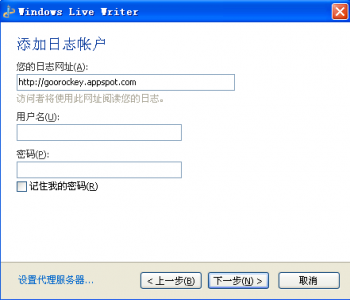 Windows Live Writer
添加日志帐户
您的日志网址(A):
http://goorockey.appspot.com
访问者将使用此网址阅读您的日志。
用户名(U):
密码(P):
记住我的密码(R)
设置代理服务器...
< 上一步(B)
下一步(N) >
取消